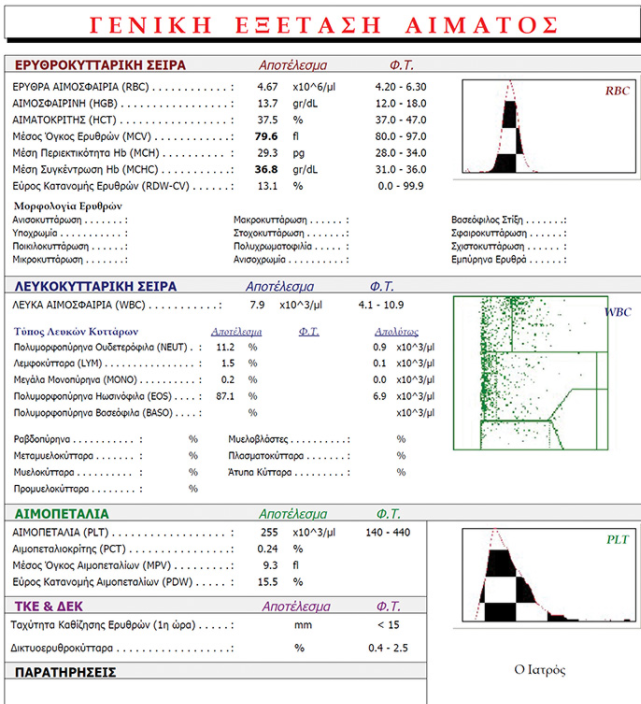 ΓΕΝΙΚΗ ΕΞΕΤΑΣΗ ΑΙΜΑΤΟΣ
ΕΡΥΘΡΟΚΥΤΤΑΡΙΚΗ ΣΕΙΡΑ Αποτέλεσμα Φ.Τ.
ΕΡΥΘΡΑ ΑΙΜΟΣΦΑΙΡΙΑ (RBC) . . . . . . . . . . . . : 4.67 x10^6/μl 4.20 - 6.30
ΑΙΜΟΣΦΑΙΡΙΝΗ (HGB) . . . . . . . . . . . . . . . . . : 13.7 gr/dL 12.0 - 18.0
ΑΙΜΑΤΟΚΡΙΤΗΣ (HCT) . . . . . . . . . . . . . . . . . : 37.5 % 37.0 - 47.0
Μέσος Όγκος Ερυθρών (MCV) . . . . . . . . . . : 79.6 fl 80.0 - 97.0
Μέση Περιεκτικότητα Hb (MCH) . . . . . . . . . : 29.3 pg 28.0 - 34.0
Μέση Συγκέντρωση Hb (MCHC) . . . . . . . . . : 36.8 gr/dL 31.0 - 36.0
Εύρος Κατανομής Ερυθρών (RDW-CV) . . . . . : 13.1 % 0.0 - 99.9
RBC
Μορφολογία Ερυθρών
Ανισοκυττάρωση . . . . . . : Μακροκυττάρωση . . . . . . : Βασεόφιλος Στίξη . . . . . . :
Υποχρωμία . . . . . . . . . . : Στοχοκυττάρωση . . . . . . : Σφαιροκυττάρωση . . . . . . :
Ποικιλοκυττάρωση . . . . . : Πολυχρωματοφιλία . . . . . : Σχιστοκυττάρωση . . . . . . :
Μικροκυττάρωση . . . . . . : Ανισοχρωμία . . . . . . . . . : Εμπύρηνα Ερυθρά . . . . . :
ΛΕΥΚΟΚΥΤΤΑΡΙΚΗ ΣΕΙΡΑ Αποτέλεσμα Φ.Τ.
ΛΕΥΚΑ ΑΙΜΟΣΦΑΙΡΙΑ (WBC) . . . . . . . . . . . : 7.9 x10^3/μl 4.1 - 10.9
WBC
Τύπος Λευκών Κυττάρων Αποτέλεσμα Φ.Τ. Απολύτως
Πολυμορφοπύρηνα Ουδετερόφιλα (NEUT) . : 11.2 % 0.9 x10^3/μl
Λεμφοκύτταρα (LYM) . . . . . . . . . . . . . . . . : 1.5 % 0.1 x10^3/μl
Μεγάλα Μονοπύρηνα (MONO) . . . . . . . . . : 0.2 % 0.0 x10^3/μl
Πολυμορφοπύρηνα Ηωσινόφιλα (EOS) . . . . : 87.1 % 6.9 x10^3/μl
Πολυμορφοπύρηνα Βασεόφιλα (BASO) . . . . : % x10^3/μl
Ραβδοπύρηνα . . . . . . . . . . : % Μυελοβλάστες . . . . . . . . . . : %
Μεταμυελοκύτταρα . . . . . . : % Πλασματοκύτταρα . . . . . . . : %
Μυελοκύτταρα . . . . . . . . . : % Άτυπα Κύτταρα . . . . . . . . . : %
Προμυελοκύτταρα . . . . . . . : %
ΑΙΜΟΠΕΤΑΛΙΑ Αποτέλεσμα Φ.Τ.
ΑΙΜΟΠΕΤΑΛΙΑ (PLT) . . . . . . . . . . . . . . . . . : 255 x10^3/μl 140 - 440
Αιμοπεταλιοκρίτης (PCT) . . . . . . . . . . . . . . : 0.24 %
Μέσος Όγκος Αιμοπεταλίων (MPV) . . . . . . . : 9.3 fl
Εύρος Κατανομής Αιμοπεταλίων (PDW) . . . . . : 15.5 %
PLT
ΤΚΕ & ΔΕΚ Αποτέλεσμα Φ.Τ.
Ταχύτητα Καθίζησης Ερυθρών (1η ώρα) . . . . . : mm < 15
Δικτυοερυθροκύτταρα . . . . . . . . . . . . . . . . . : % 0.4 - 2.5
ΠΑΡΑΤΗΡΗΣΕΙΣ
Ο Ιατρός